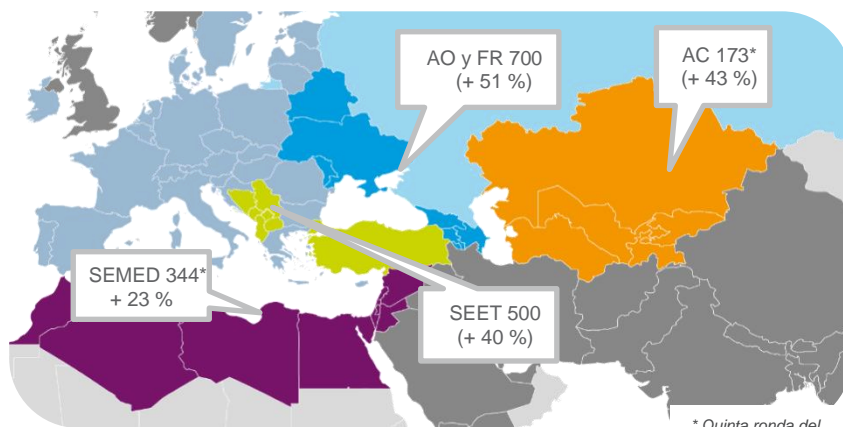 AO y FR 700
(+ 51 %)
AC 173*
(+ 43 %)
SEMED 344*
+ 23 %
SEET 500
(+ 40 %)
* Quinta ronda del